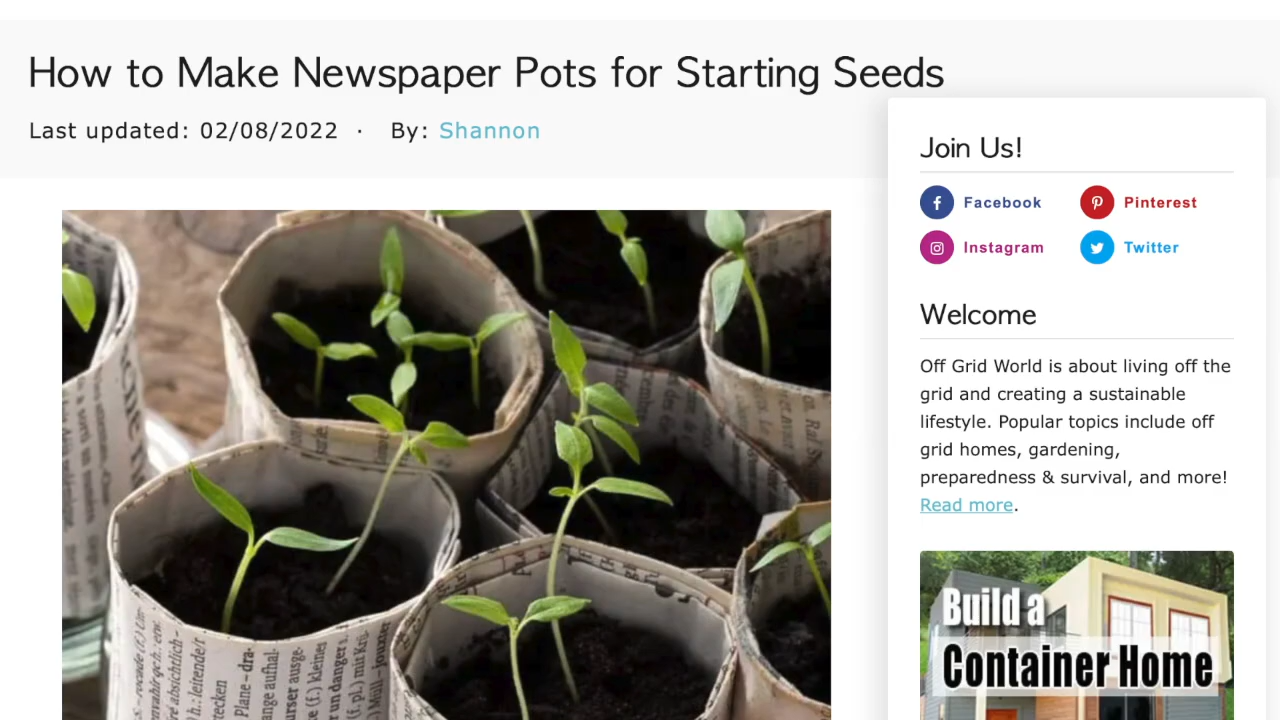 How to Make Newspaper Pots for Starting Seeds
Last updated: 02/08/2022 · By: Shannon
Join Us!
Facebook
Pinterest
Instagram
Twitter
Welcome
Off Grid World is about living off the
grid and creating a sustainable
lifestyle. Popular topics include off
grid homes, gardening,
preparedness & survival, and more!
Read more.
Build a
Container Home